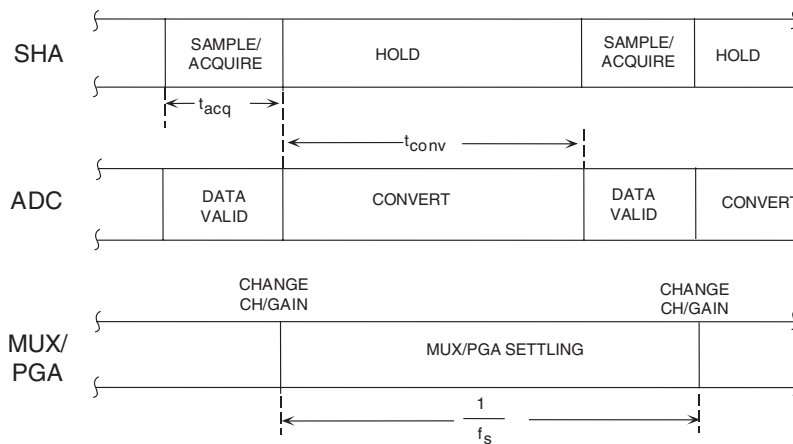 SHA
SAMPLE/
ACQUIRE
HOLD
SAMPLE/
ACQUIRE
HOLD
tacq
tconv
ADC
DATA
VALID
CONVERT
DATA
VALID
CONVERT
CHANGE
CH/GAIN
CHANGE
CH/GAIN
MUX/
PGA
MUX/PGA SETTLING
1
fs